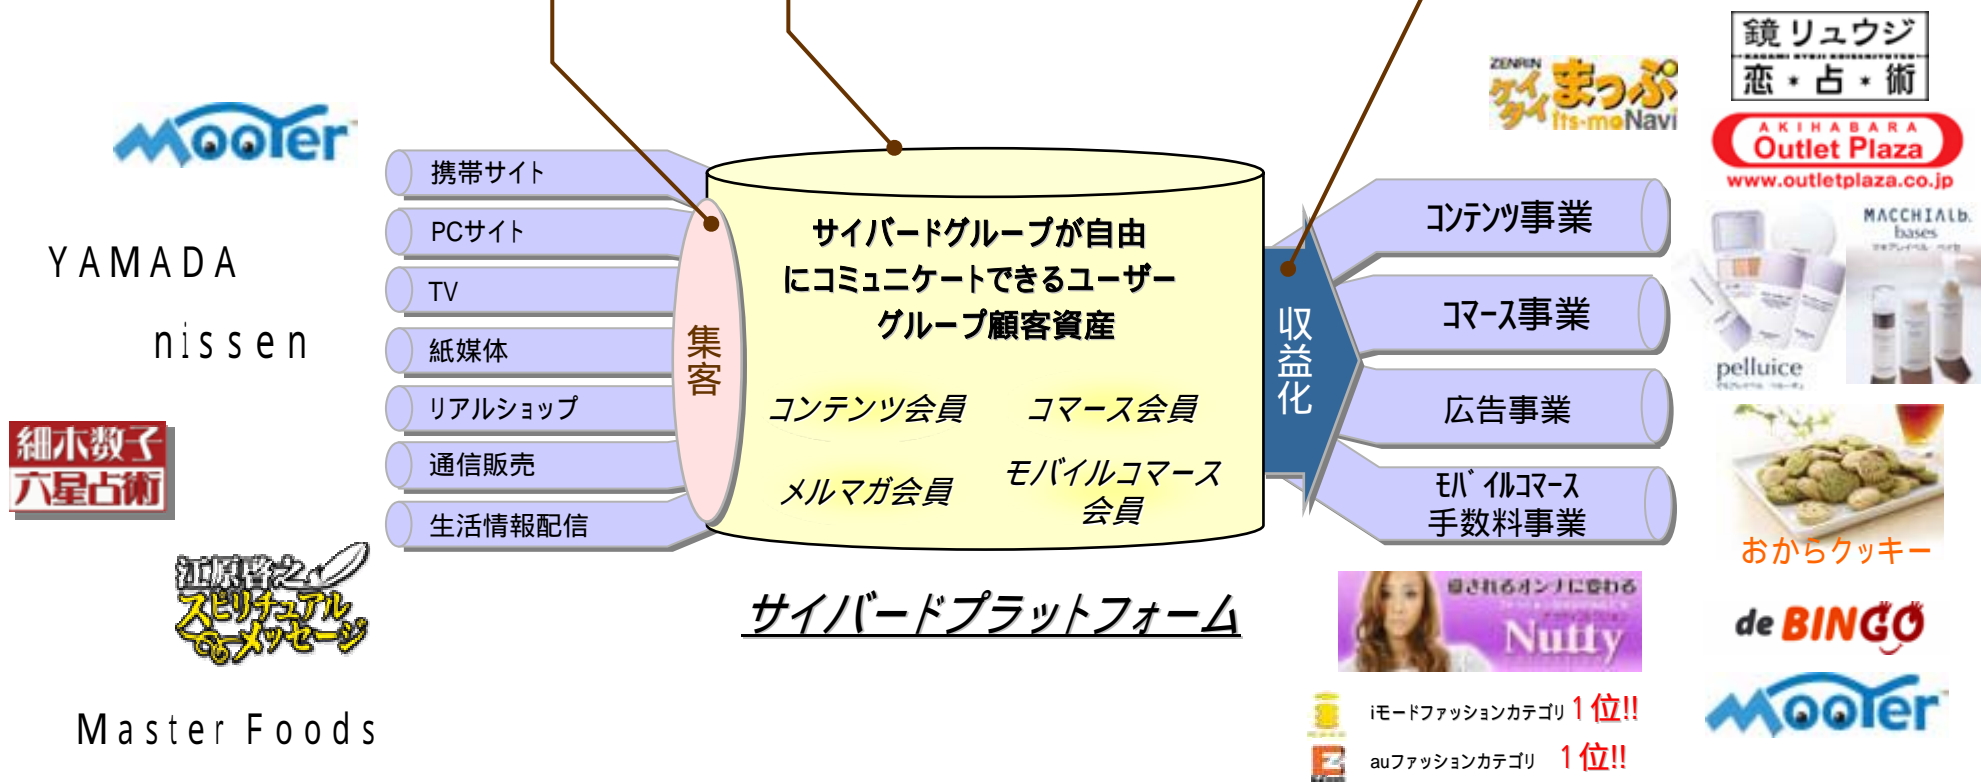 Mooter
YAMADA
nissen
細木数子
六星占術
江原啓之
スピリチュアル
メッセージ
Master Foods
携帯サイト
PCサイト
TV
紙媒体
リアルショップ
通信販売
生活情報配信
集客
サイバードグループが自由
にコミュニケートできるユーザー
グループ顧客資産
コンテンツ会員
コマース会員
メルマガ会員
モバイルコマース
会員
サイバードプラットフォーム
収益化
コンテンツ事業
コマース事業
広告事業
モバイルコマース
手数料事業
ZENRIN
ケイタイ
まっぷ
its-moNavi
鏡リュウジ
恋*占*術
AKIHABARA
Outlet Plaza
www.outletplaza.co.jp
MACCHIAlb.
bases
pelluice
おからクッキー
de BINGO
Mooter
Nutty
iモードファッションカテゴリ 1位!!
auファッションカテゴリ 1位!!